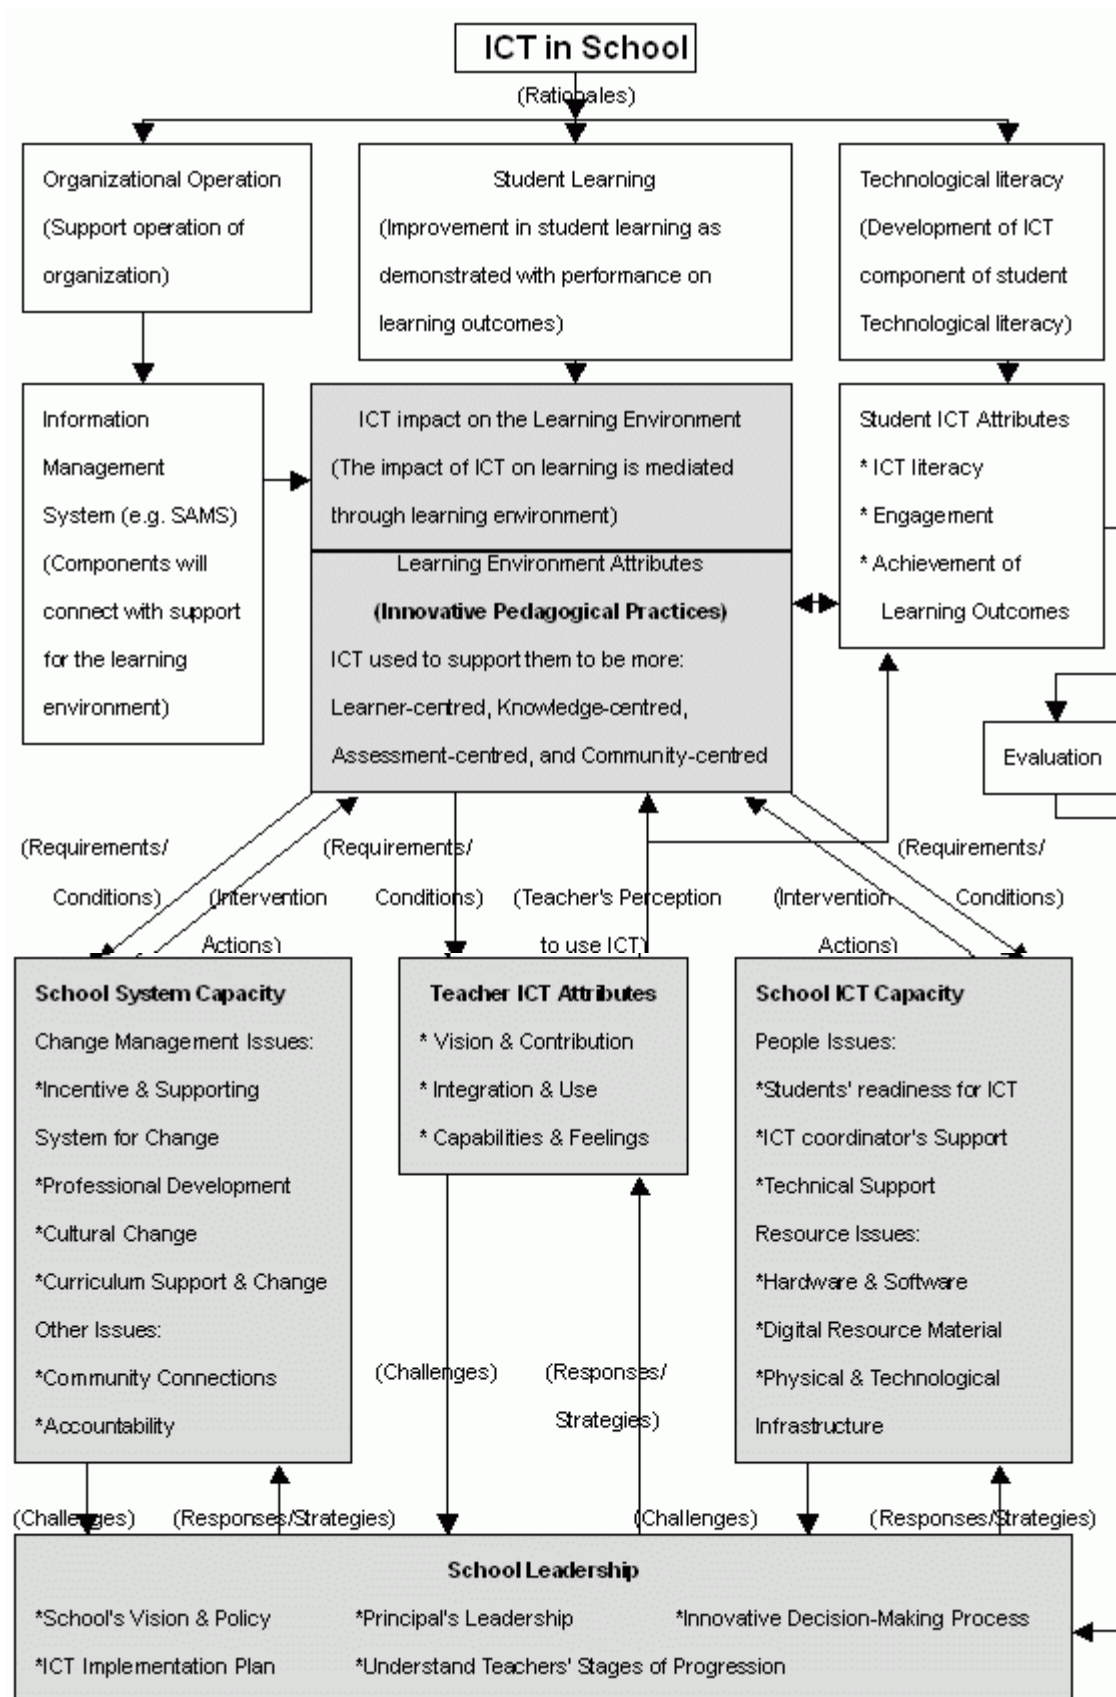 ICT in School
(Rationales)
Organizational Operation
(Support operation of
organization)
Student Learning
(Improvement in student learning as
demonstrated with performance on
learning outcomes)
Technological literacy
(Development of ICT
component of student
Technological literacy)
Information
Management
System (e.g. SAMS)
(Components will
connect with support
for the learning
environment)
ICT impact on the Learning Environment
(The impact of ICT on learning is mediated
through learning environment)
Learning Environment Attributes
(Innovative Pedagogical Practices)
ICT used to support them to be more:
Learner-centred, Knowledge-centred,
Assessment-centred, and Community-centred
Student ICT Attributes
* ICT literacy
* Engagement
* Achievement of
Learning Outcomes
Evaluation
(Requirements/
Conditions)
(Intervention
Actions)
(Requirements/
Conditions)
(Teacher's Perception
to use ICT)
(Intervention
Actions)
(Requirements/
Conditions)
School System Capacity
Change Management Issues:
*Incentive & Supporting
System for Change
*Professional Development
*Cultural Change
*Curriculum Support & Change
Other Issues:
*Community Connections
*Accountability
Teacher ICT Attributes
* Vision & Contribution
* Integration & Use
* Capabilities & Feelings
School ICT Capacity
People Issues:
*Students' readiness for ICT
*ICT coordinator's Support
*Technical Support
Resource Issues:
*Hardware & Software
*Digital Resource Material
*Physical & Technological
Infrastructure
(Challenges)
(Responses/
Strategies)
(Challenges)
(Responses/Strategies)
(Challenges)
(Responses/Strategies)
School Leadership
*School's Vision & Policy
*Principal's Leadership
*Innovative Decision-Making Process
*ICT Implementation Plan
*Understand Teachers' Stages of Progression